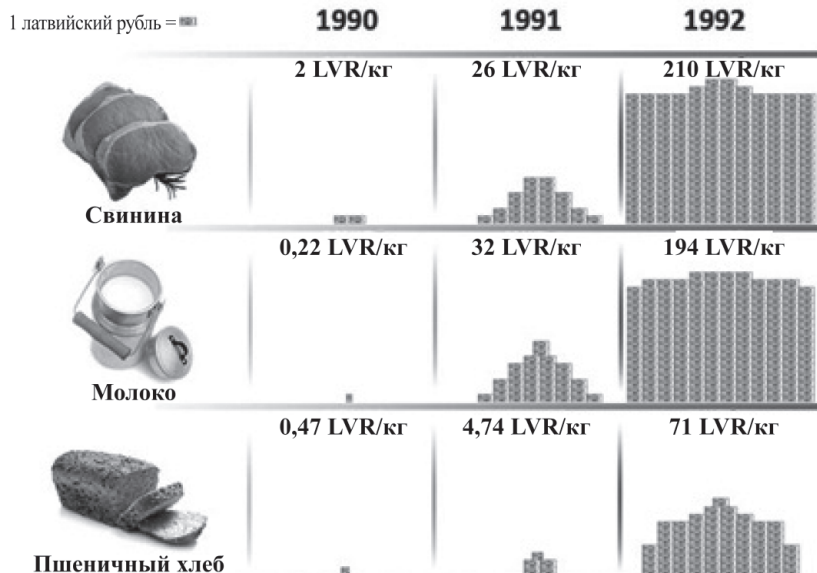 1 латвийский рубль =
1990 1991 1992
2 LVR/кг 26 LVR/кг 210 LVR/кг
Свинина
0,22 LVR/кг 32 LVR/кг 194 LVR/кг
Молоко
0,47 LVR/кг 4,74 LVR/кг 71 LVR/кг
Пшеничный хлеб